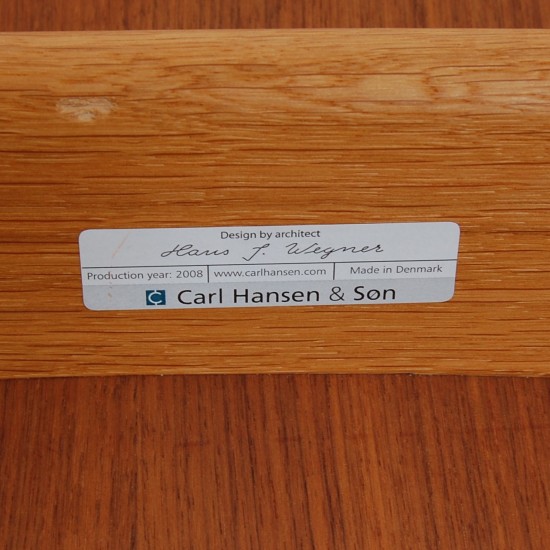 Design by architect
Hans J. Wegner
Production year: 2008 www.carlhansen.com Made in Denmark
Carl Hansen & Søn